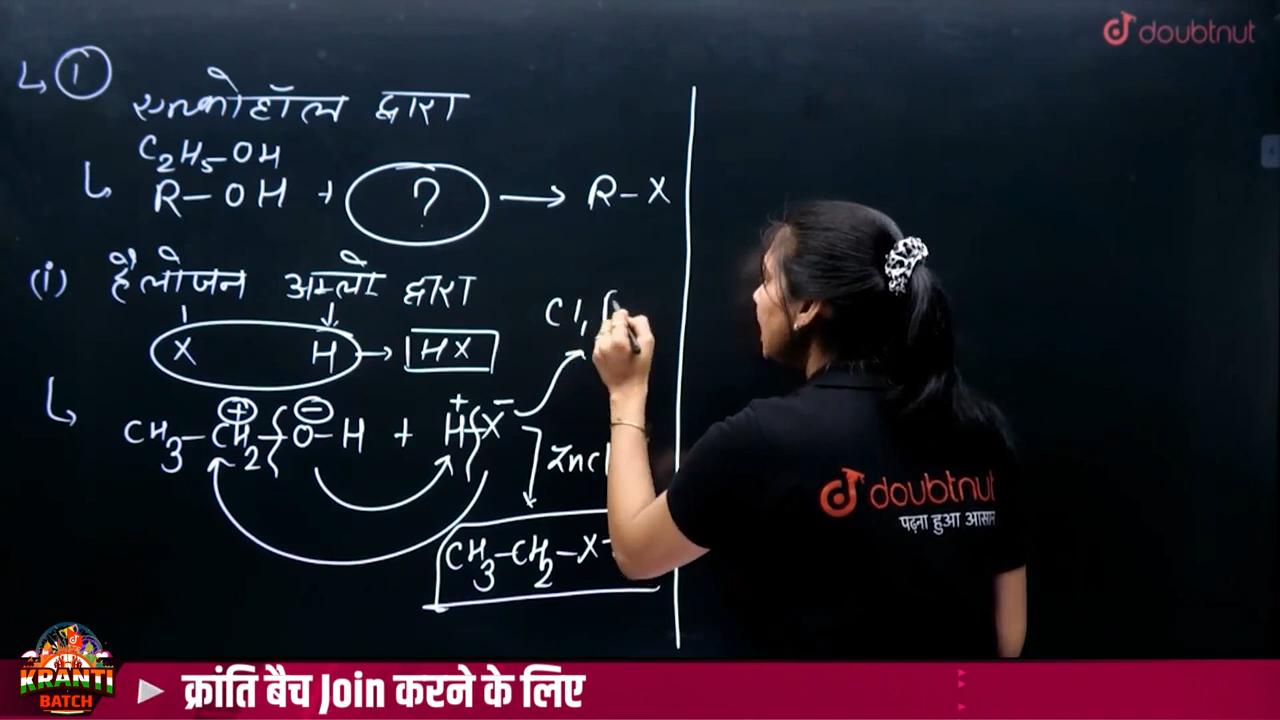 doubtnut
↳ (1) एल्कोहॉल द्वारा
C2H5-OH
↳ R-OH + ? → R-X
(i) हैलोजन अम्लो द्वारा
X H → HX
Cl,
↳ CH3-CH2-O-H + H X
+ - + -
ZnCl
CH3-CH2-X
doubtnut
पढ़ना हुआ आसान
KRANTI
BATCH
क्रांति बैच Join करने के लिए